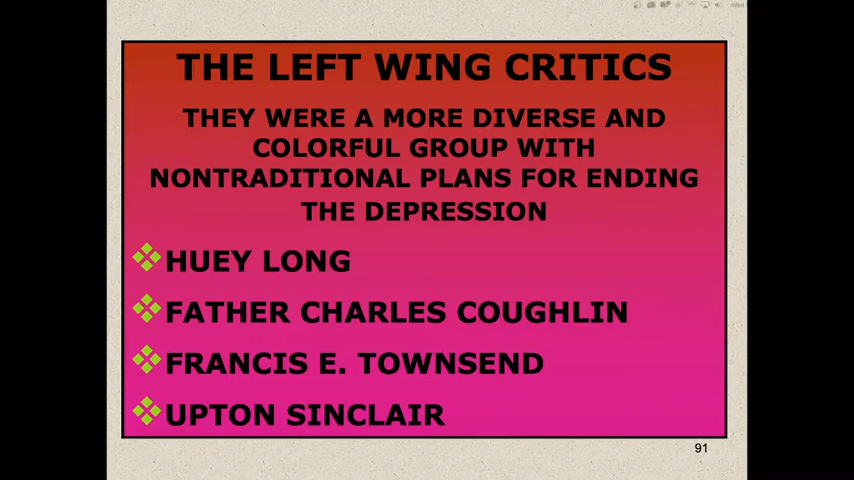 Wed
THE LEFT WING CRITICS
THEY WERE A MORE DIVERSE AND
COLORFUL GROUP WITH
NONTRADITIONAL PLANS FOR ENDING
THE DEPRESSION
HUEY LONG
FATHER CHARLES COUGHLIN
FRANCIS E. TOWNSEND
UPTON SINCLAIR
91